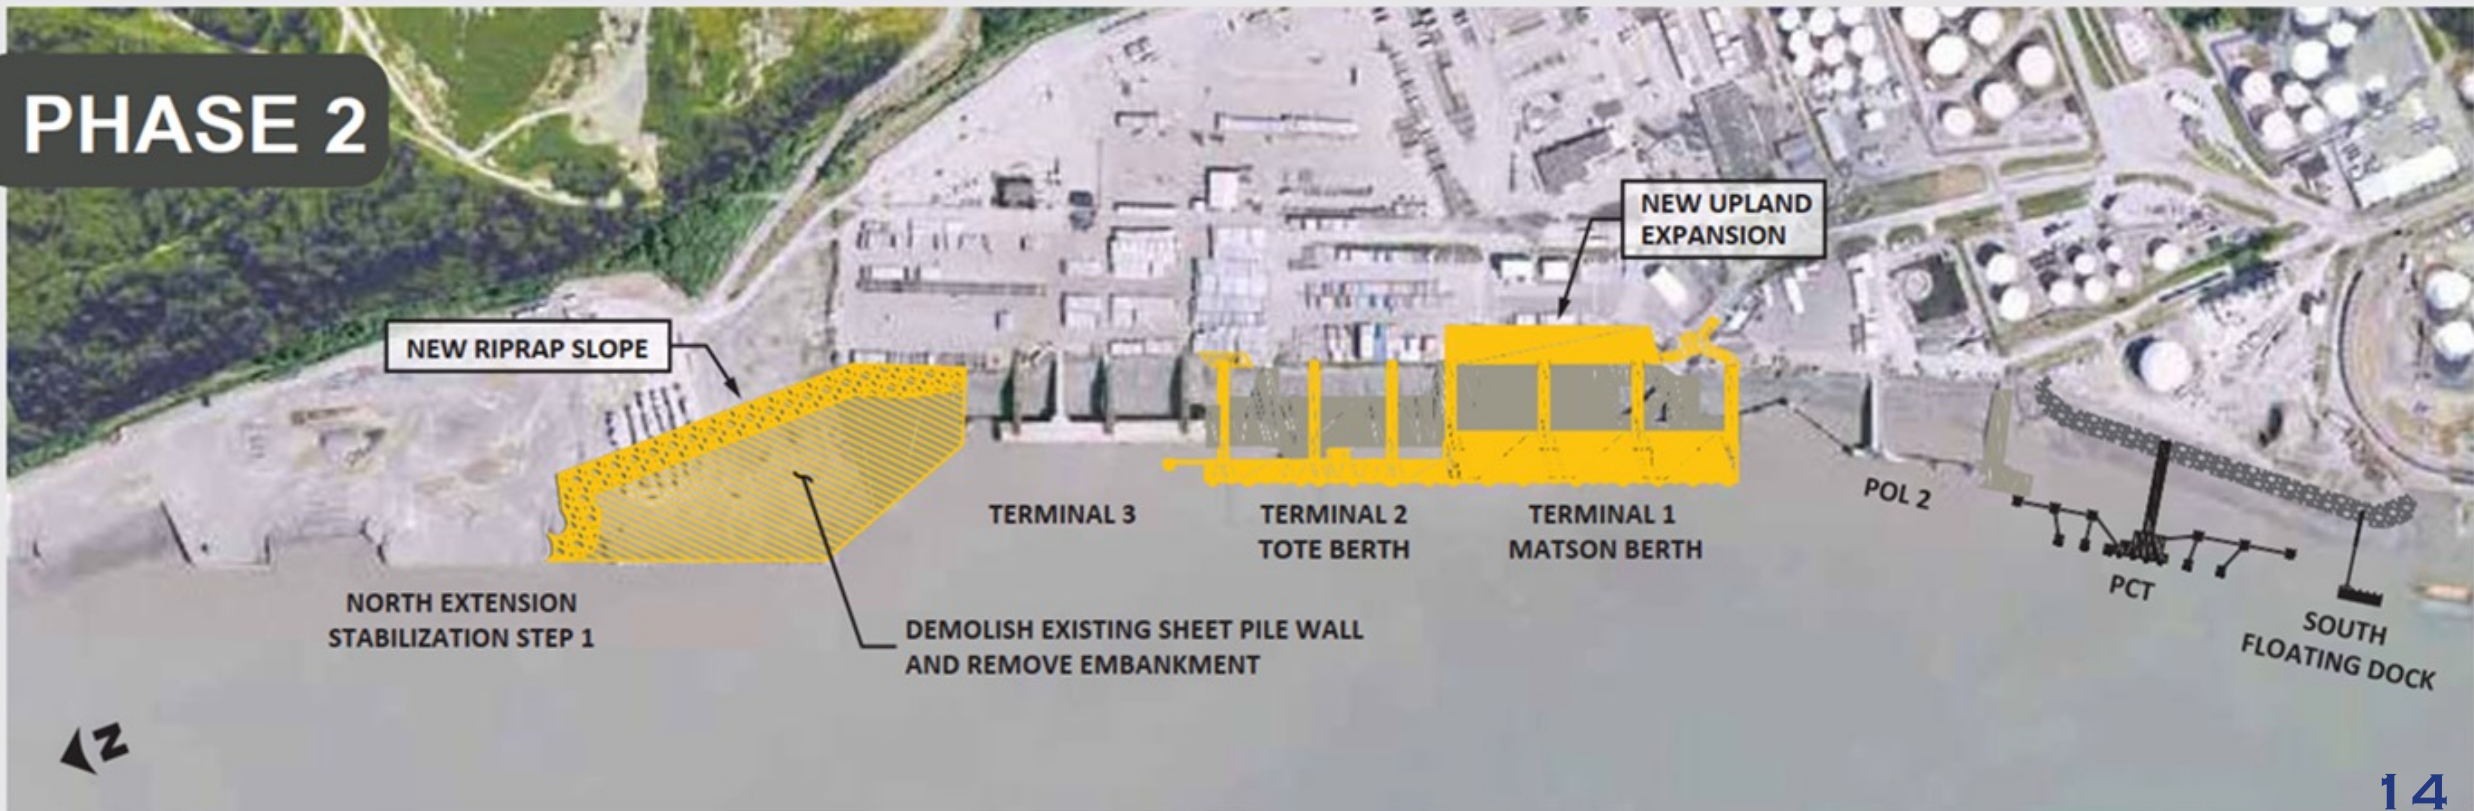 PHASE 2
NEW UPLAND
EXPANSION
NEW RIPRAP SLOPE
TERMINAL 3
TERMINAL 2
TOTE BERTH
TERMINAL 1
MATSON BERTH
POL 2
PCT
SOUTH
FLOATING DOCK
NORTH EXTENSION
STABILIZATION STEP 1
DEMOLISH EXISTING SHEET PILE WALL
AND REMOVE EMBANKMENT
N
14